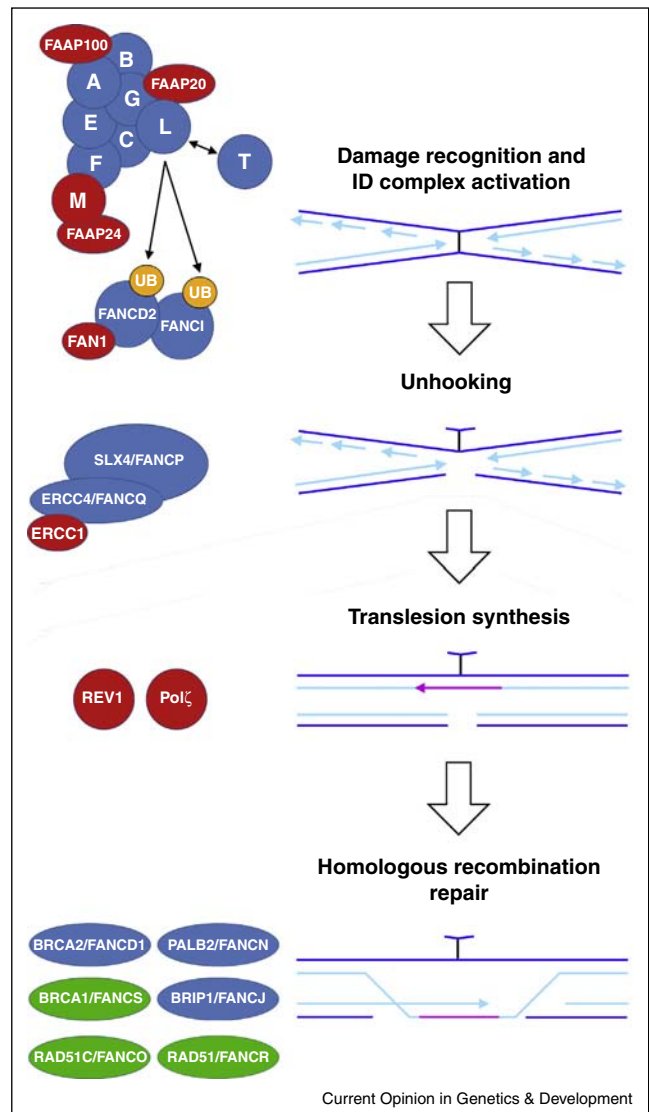 FAAP100
B
A
G
FAAP20
E
C
L
T
F
M
FAAP24
UB
UB
FANCD2
FANCI
FAN1
Damage recognition and
ID complex activation
Unhooking
SLX4/FANCP
ERCC4/FANCQ
ERCC1
Translesion synthesis
REV1
Polζ
Homologous recombination
repair
BRCA2/FANCD1
PALB2/FANCN
BRCA1/FANCS
BRIP1/FANCJ
RAD51C/FANCO
RAD51/FANCR
Current Opinion in Genetics & Development